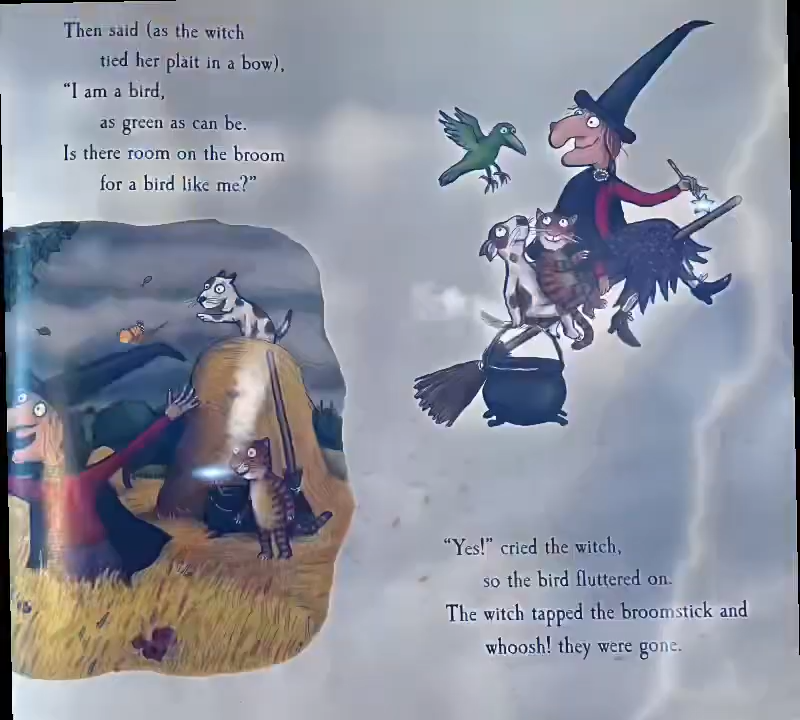 Then said (as the witch
tied her plait in a bow),
“I am a bird,
as green as can be.
Is there room on the broom
for a bird like me?”
“Yes!” cried the witch,
so the bird fluttered on.
The witch tapped the broomstick and
whoosh! they were gone.